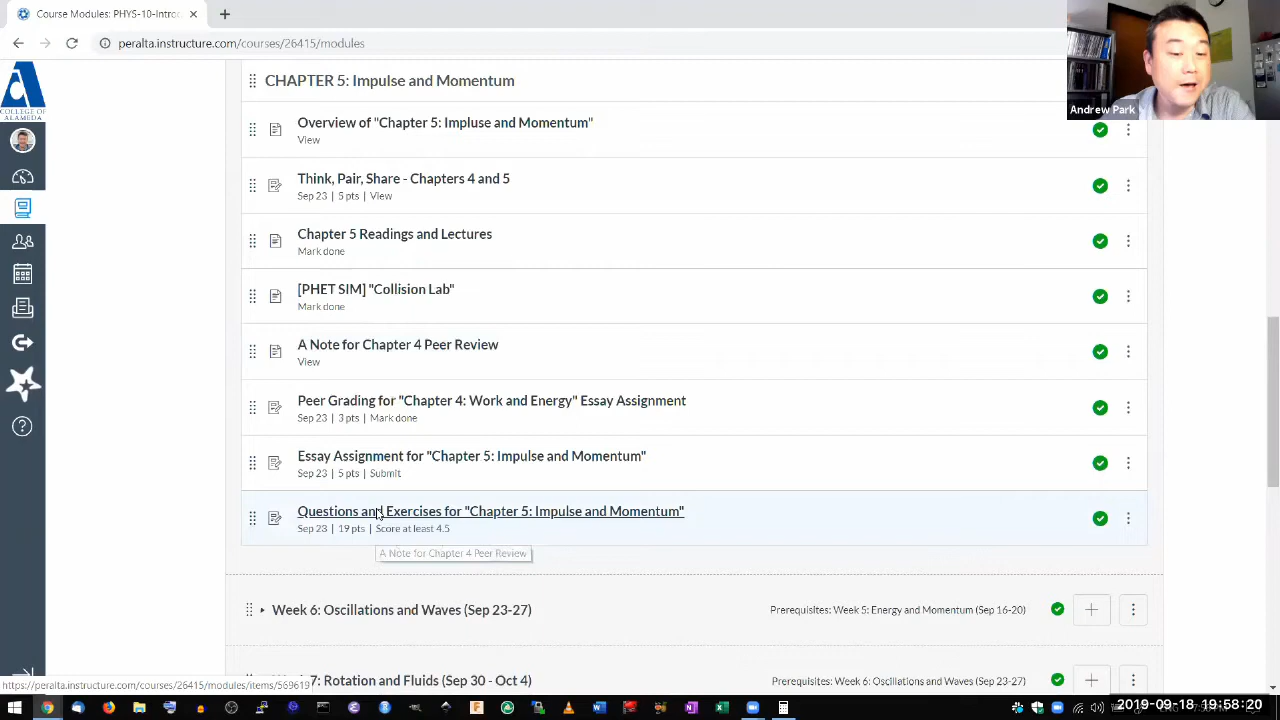 Course Modules: PHYS-10-Intro
peralta.instructure.com/courses/26415/modules
Andrew Park
COLLEGE OF
ALAMEDA
CHAPTER 5: Impulse and Momentum
Overview of "Chapter 5: Impluse and Momentum"
View
Think, Pair, Share - Chapters 4 and 5
Sep 23 | 5 pts | View
Chapter 5 Readings and Lectures
Mark done
[PHET SIM] "Collision Lab"
Mark done
A Note for Chapter 4 Peer Review
View
Peer Grading for "Chapter 4: Work and Energy" Essay Assignment
Sep 23 | 3 pts | Mark done
Essay Assignment for "Chapter 5: Impulse and Momentum"
Sep 23 | 5 pts | Submit
Questions and Exercises for "Chapter 5: Impulse and Momentum"
Sep 23 | 19 pts | Score at least 4.5
A Note for Chapter 4 Peer Review
Week 6: Oscillations and Waves (Sep 23-27)
Prerequisites: Week 5: Energy and Momentum (Sep 16-20)
7: Rotation and Fluids (Sep 30 - Oct 4)
Prerequisites: Week 6: Oscillations and Waves (Sep 23-27)
https://peralta.instructure.com/courses/26415/modules/items/569619
2019-09-18 19:58:20